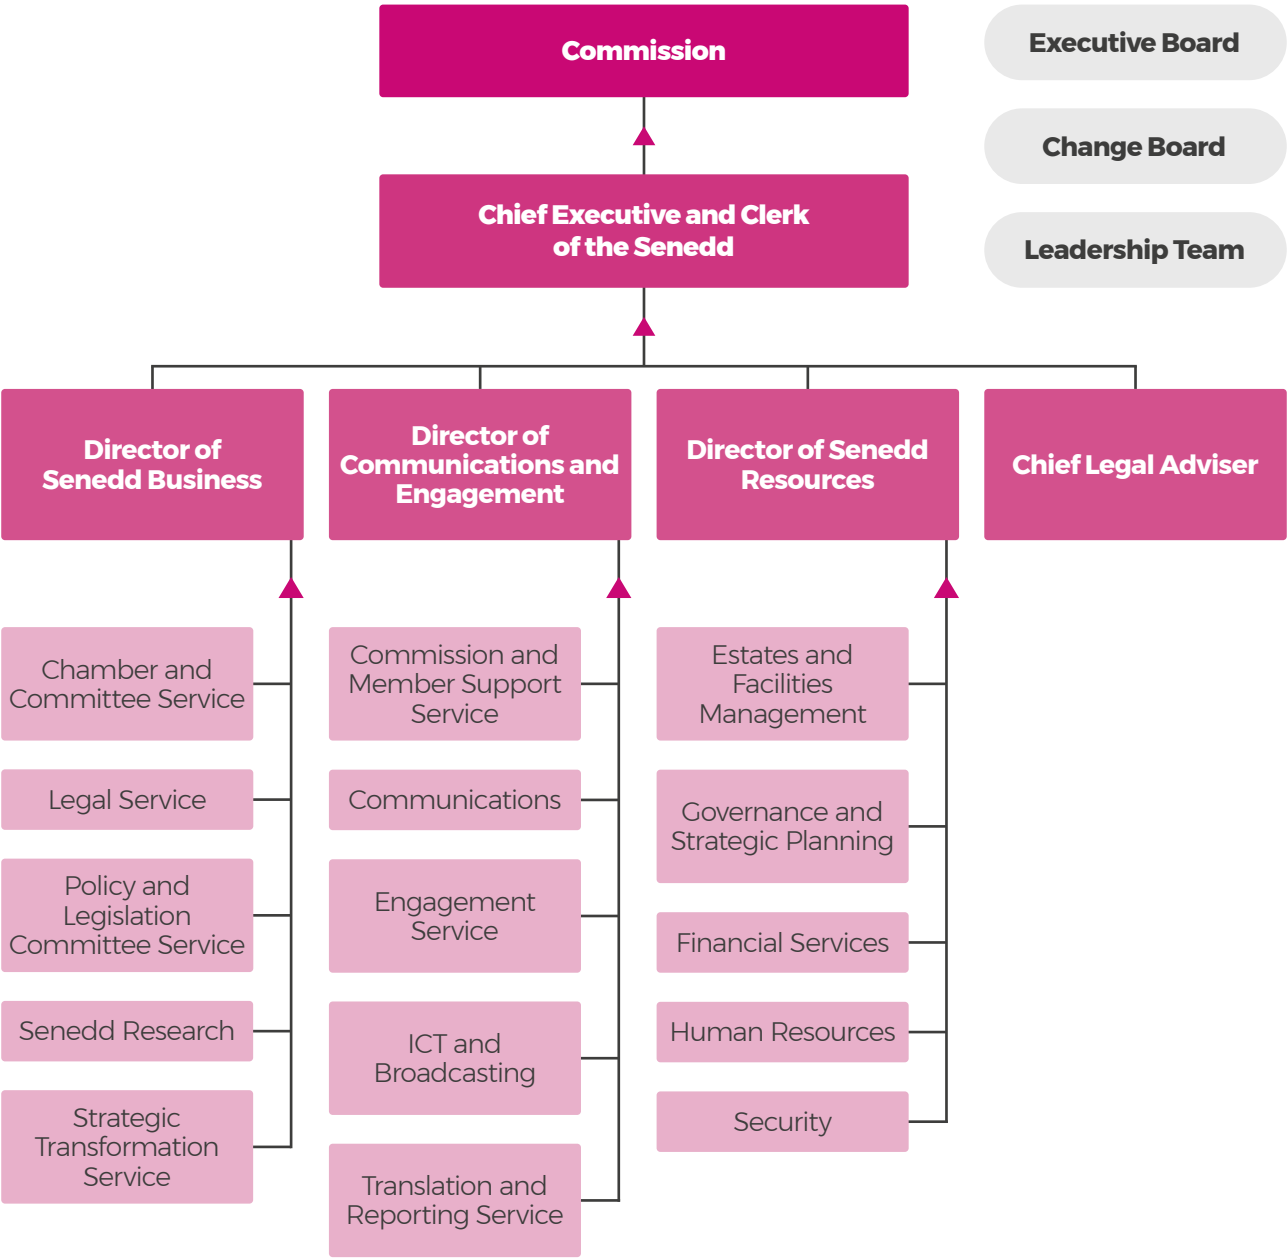 Commission
Executive Board
Change Board
Leadership Team
Chief Executive and Clerk
of the Senedd
Director of
Senedd Business
Director of
Communications and
Engagement
Director of Senedd
Resources
Chief Legal Adviser
Chamber and
Committee Service
Legal Service
Policy and
Legislation
Committee Service
Senedd Research
Strategic
Transformation
Service
Commission and
Member Support
Service
Communications
Engagement
Service
ICT and
Broadcasting
Translation and
Reporting Service
Estates and
Facilities
Management
Governance and
Strategic Planning
Financial Services
Human Resources
Security